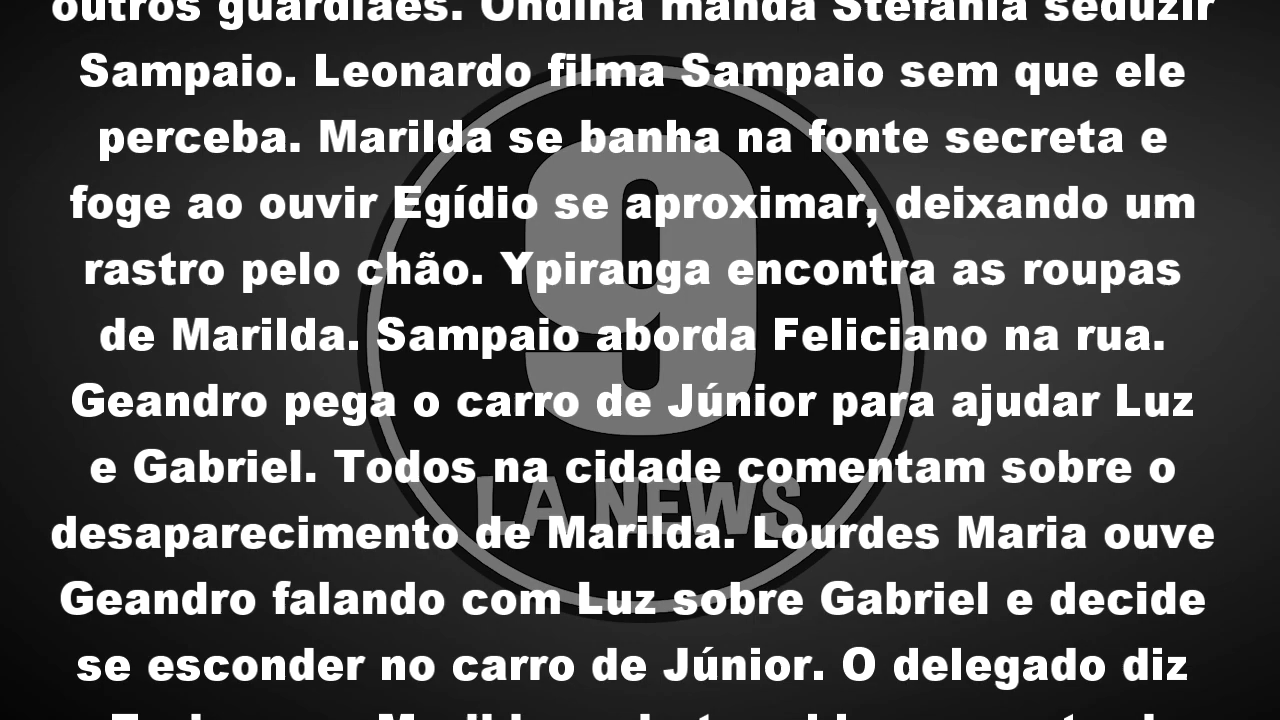 outros guardiães. Ondina manda Stefânia seduzir
Sampaio. Leonardo filma Sampaio sem que ele
perceba. Marilda se banha na fonte secreta e
foge ao ouvir Egídio se aproximar, deixando um
rastro pelo chão. Ypiranga encontra as roupas
de Marilda. Sampaio aborda Feliciano na rua.
Geandro pega o carro de Júnior para ajudar Luz
e Gabriel. Todos na cidade comentam sobre o
desaparecimento de Marilda. Lourdes Maria ouve
Geandro falando com Luz sobre Gabriel e decide
se esconder no carro de Júnior. O delegado diz
9
LA NEWS